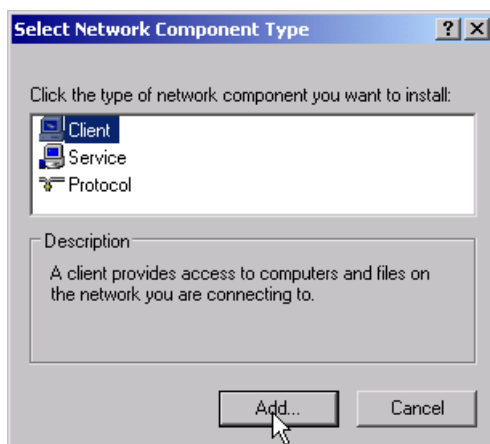 Select Network Component Type
Click the type of network component you want to install:
Client
Service
Protocol
Description
A client provides access to computers and files on
the network you are connecting to.
Add...
Cancel